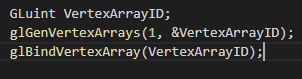 GLuint VertexArrayID;
glGenVertexArrays(1, &VertexArrayID);
glBindVertexArray(VertexArrayID);